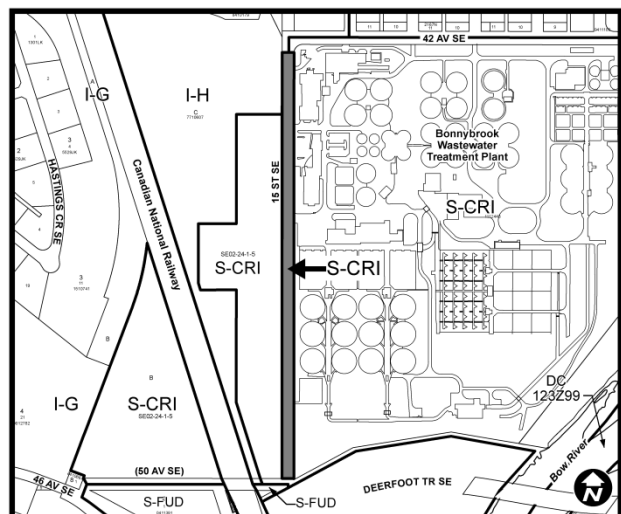 42 AV SE
I-G
I-H
C
7710607
Bonnybrook
Wastewater
Treatment Plant
HASTINGS CR SE
Canadian National Railway
15 ST SE
S-CRI
SE02-24-1-5
S-CRI
S-CRI
DC
123Z99
B
I-G
S-CRI
SE02-24-1-5
Bow River
(50 AV SE)
46 AV SE
DEERFOOT TR SE
S-FUD
S-FUD
N